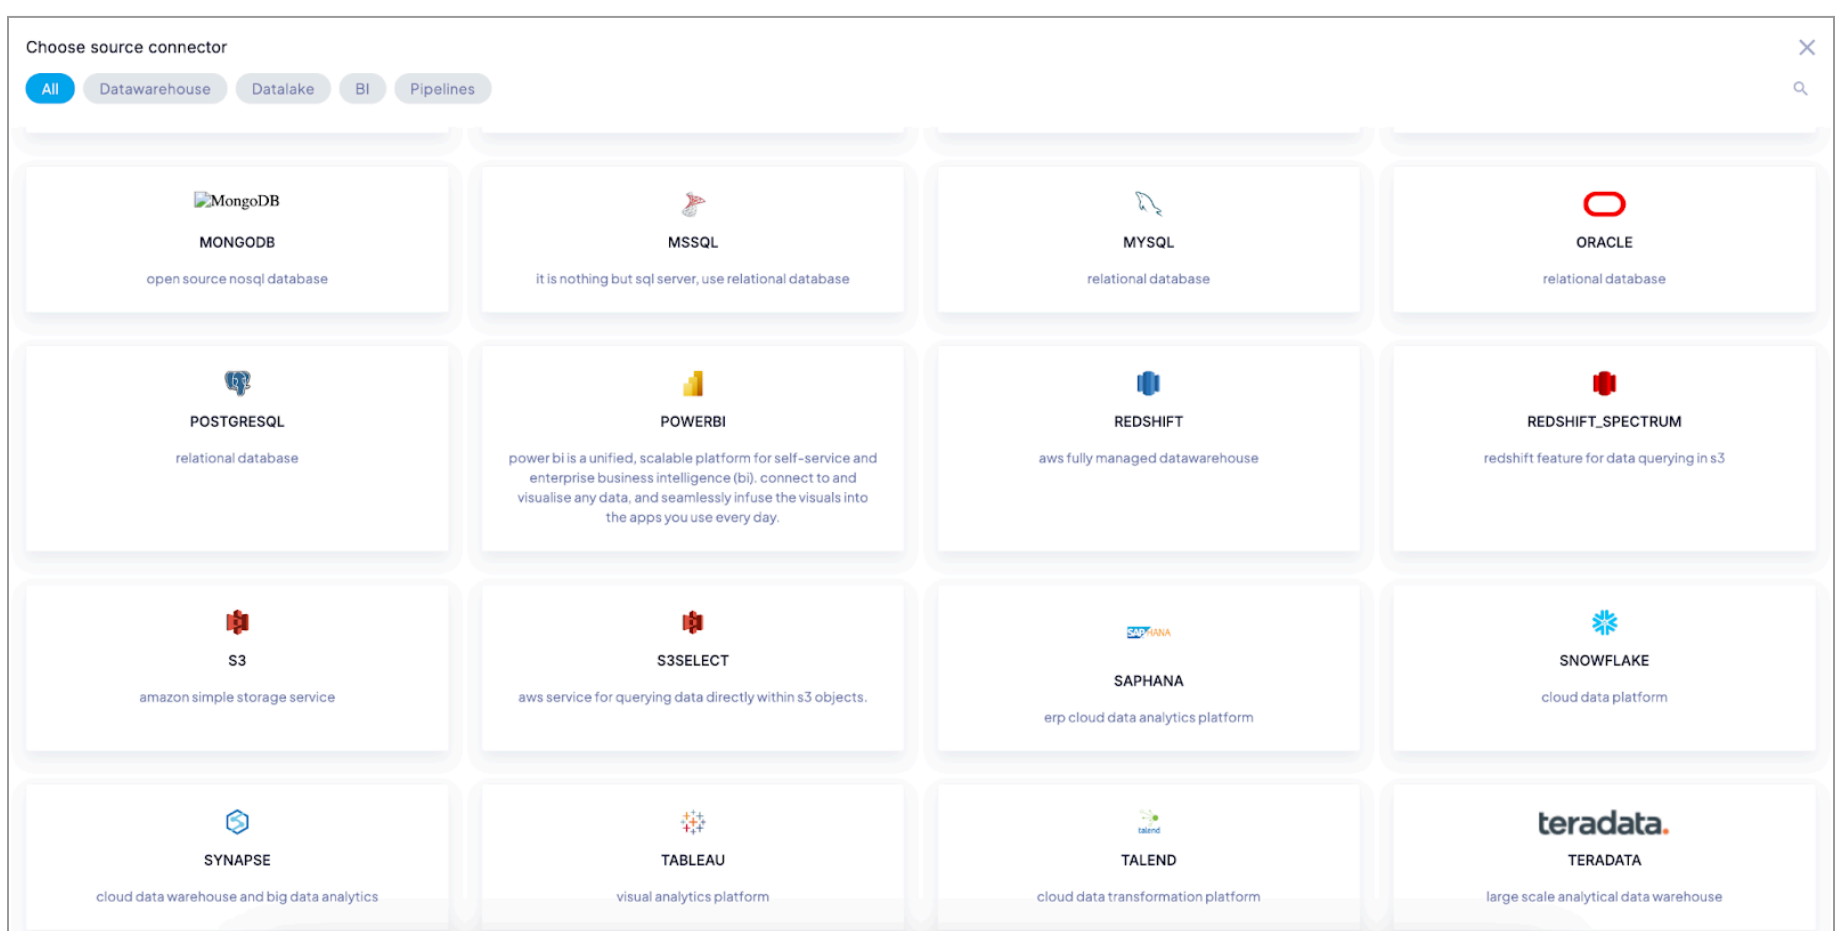 Choose source connector
All Datawarehouse Datalake BI Pipelines
MongoDB
MONGODB
open source nosql database
MSSQL
it is nothing but sql server, use relational database
MYSQL
relational database
ORACLE
relational database
POSTGRESQL
relational database
POWERBI
power bi is a unified, scalable platform for self-service and
enterprise business intelligence (bi). connect to and
visualise any data, and seamlessly infuse the visuals into
the apps you use every day.
REDSHIFT
aws fully managed datawarehouse
REDSHIFT_SPECTRUM
redshift feature for data querying in s3
S3
amazon simple storage service
S3SELECT
aws service for querying data directly within s3 objects.
SAP HANA
SAPHANA
erp cloud data analytics platform
SNOWFLAKE
cloud data platform
SYNAPSE
cloud data warehouse and big data analytics
TABLEAU
visual analytics platform
talend
TALEND
cloud data transformation platform
teradata.
TERADATA
large scale analytical data warehouse